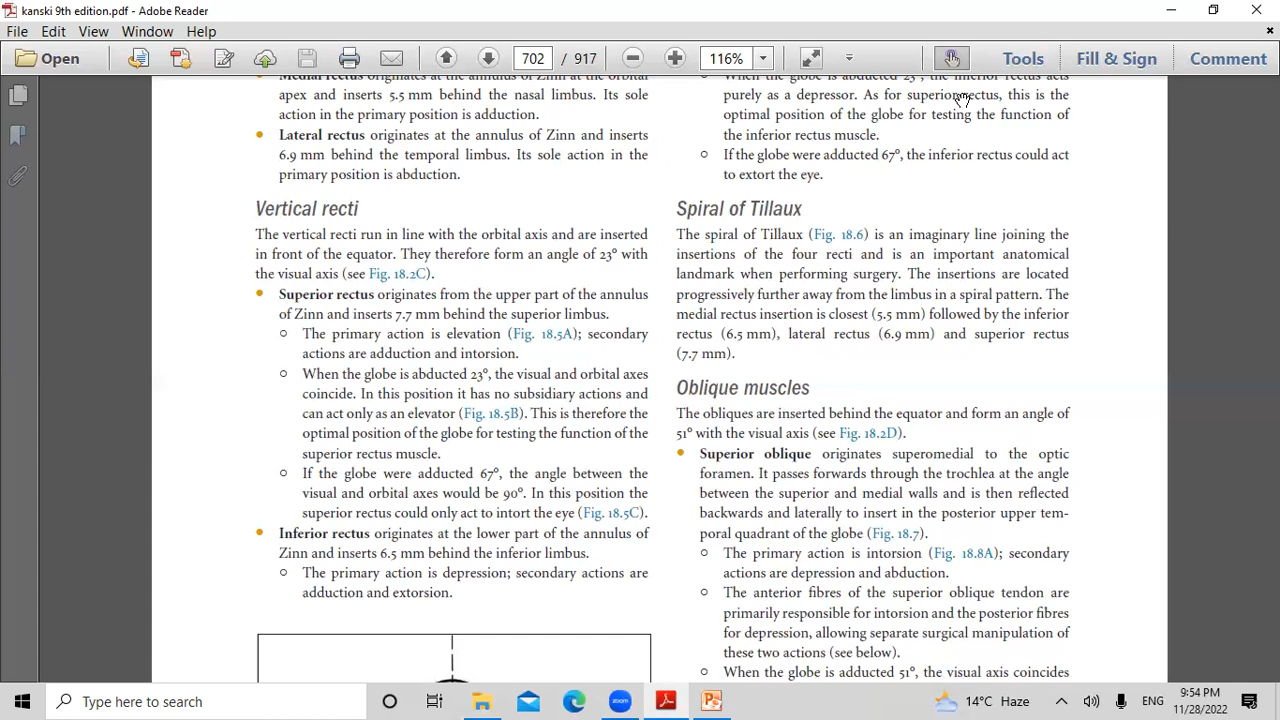 kanski 9th edition.pdf - Adobe Reader
File Edit View Window Help
Open 702 / 917 116% Tools Fill & Sign Comment
Medial rectus originates at the annulus of Zinn at the orbital
apex and inserts 5.5 mm behind the nasal limbus. Its sole
action in the primary position is adduction.
Lateral rectus originates at the annulus of Zinn and inserts
6.9 mm behind the temporal limbus. Its sole action in the
primary position is abduction.
Vertical recti
The vertical recti run in line with the orbital axis and are inserted
in front of the equator. They therefore form an angle of 23° with
the visual axis (see Fig. 18.2C).
Superior rectus originates from the upper part of the annulus
of Zinn and inserts 7.7 mm behind the superior limbus.
The primary action is elevation (Fig. 18.5A); secondary
actions are adduction and intorsion.
When the globe is abducted 23°, the visual and orbital axes
coincide. In this position it has no subsidiary actions and
can act only as an elevator (Fig. 18.5B). This is therefore the
optimal position of the globe for testing the function of the
superior rectus muscle.
If the globe were adducted 67°, the angle between the
visual and orbital axes would be 90°. In this position the
superior rectus could only act to intort the eye (Fig. 18.5C).
Inferior rectus originates at the lower part of the annulus of
Zinn and inserts 6.5 mm behind the inferior limbus.
The primary action is depression; secondary actions are
adduction and extorsion.
When the globe is abducted 23°, the inferior rectus acts
purely as a depressor. As for superior rectus, this is the
optimal position of the globe for testing the function of
the inferior rectus muscle.
If the globe were adducted 67°, the inferior rectus could act
to extort the eye.
Spiral of Tillaux
The spiral of Tillaux (Fig. 18.6) is an imaginary line joining the
insertions of the four recti and is an important anatomical
landmark when performing surgery. The insertions are located
progressively further away from the limbus in a spiral pattern. The
medial rectus insertion is closest (5.5 mm) followed by the inferior
rectus (6.5 mm), lateral rectus (6.9 mm) and superior rectus
(7.7 mm).
Oblique muscles
The obliques are inserted behind the equator and form an angle of
51° with the visual axis (see Fig. 18.2D).
Superior oblique originates superomedial to the optic
foramen. It passes forwards through the trochlea at the angle
between the superior and medial walls and is then reflected
backwards and laterally to insert in the posterior upper tem-
poral quadrant of the globe (Fig. 18.7).
The primary action is intorsion (Fig. 18.8A); secondary
actions are depression and abduction.
The anterior fibres of the superior oblique tendon are
primarily responsible for intorsion and the posterior fibres
for depression, allowing separate surgical manipulation of
these two actions (see below).
When the globe is adducted 51°, the visual axis coincides
Type here to search
14°C Haze ENG 9:54 PM
11/28/2022